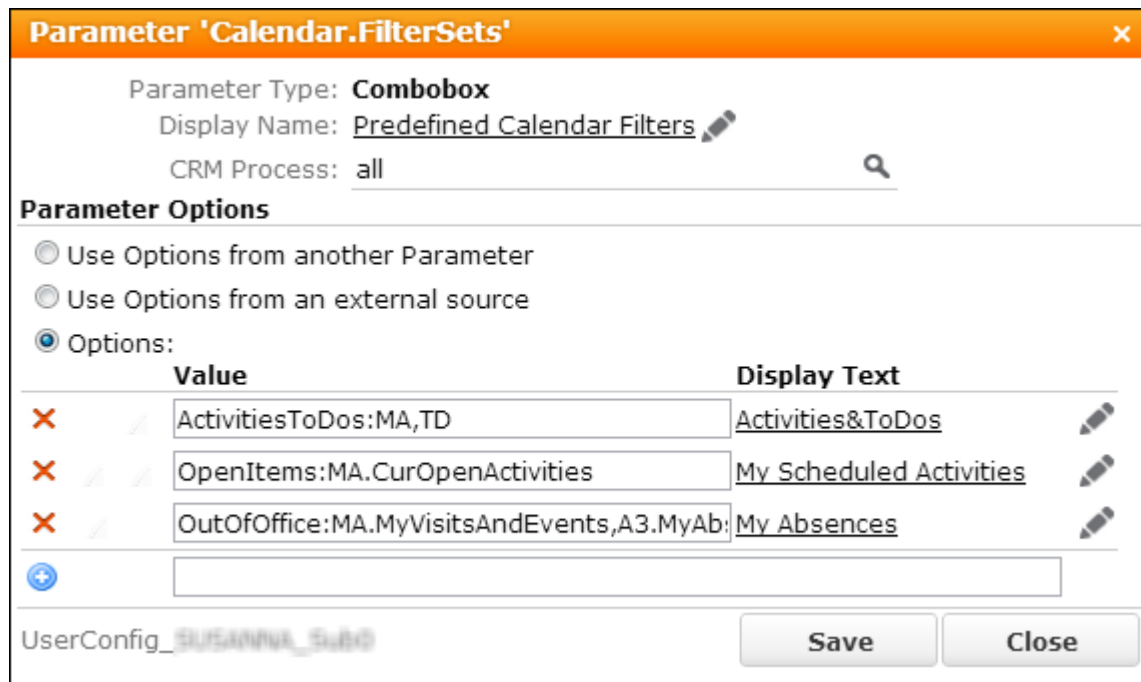 Parameter 'Calendar.FilterSets'
Parameter Type: Combobox
Display Name: Predefined Calendar Filters
CRM Process: all
Parameter Options
Use Options from another Parameter
Use Options from an external source
Options:
Value Display Text
ActivitiesToDos:MA,TD Activities&ToDos
OpenItems:MA.CurOpenActivities My Scheduled Activities
OutOfOffice:MA.MyVisitsAndEvents,A3.MyAb: My Absences
UserConfig_
Save Close